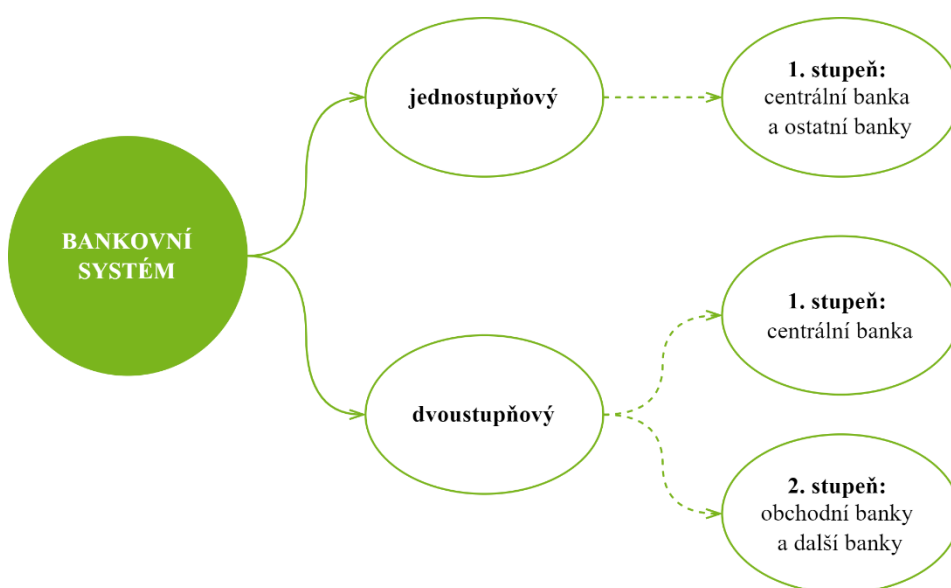 BANKOVNÍ
SYSTÉM
jednostupňový
1. stupeň:
centrální banka
a ostatní banky
dvoustupňový
1. stupeň:
centrální banka
2. stupeň:
obchodní banky
a další banky